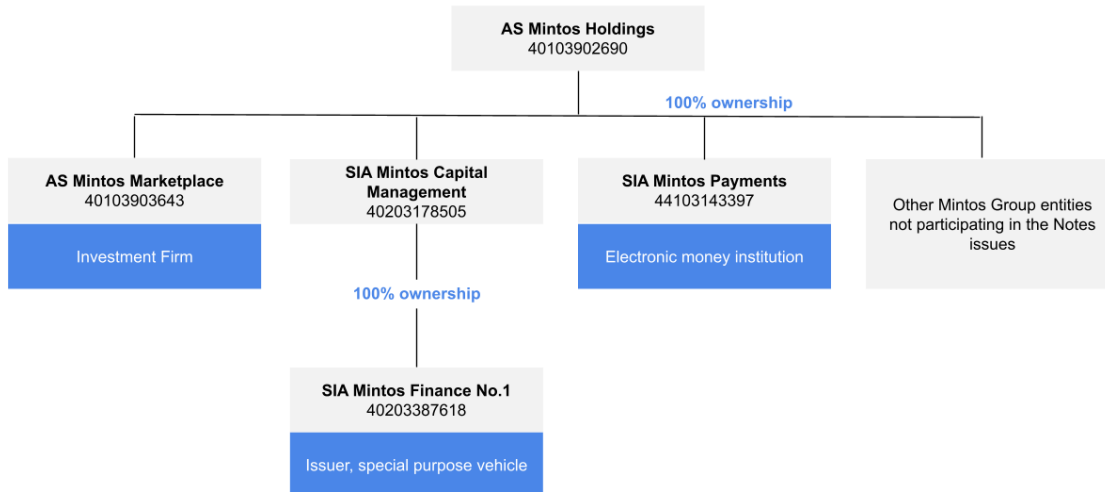 AS Mintos Holdings
40103902690
100% ownership
AS Mintos Marketplace
40103903643
Investment Firm
SIA Mintos Capital
Management
40203178505
SIA Mintos Payments
44103143397
Electronic money institution
Other Mintos Group entities
not participating in the Notes
issues
100% ownership
SIA Mintos Finance No.1
40203387618
Issuer, special purpose vehicle